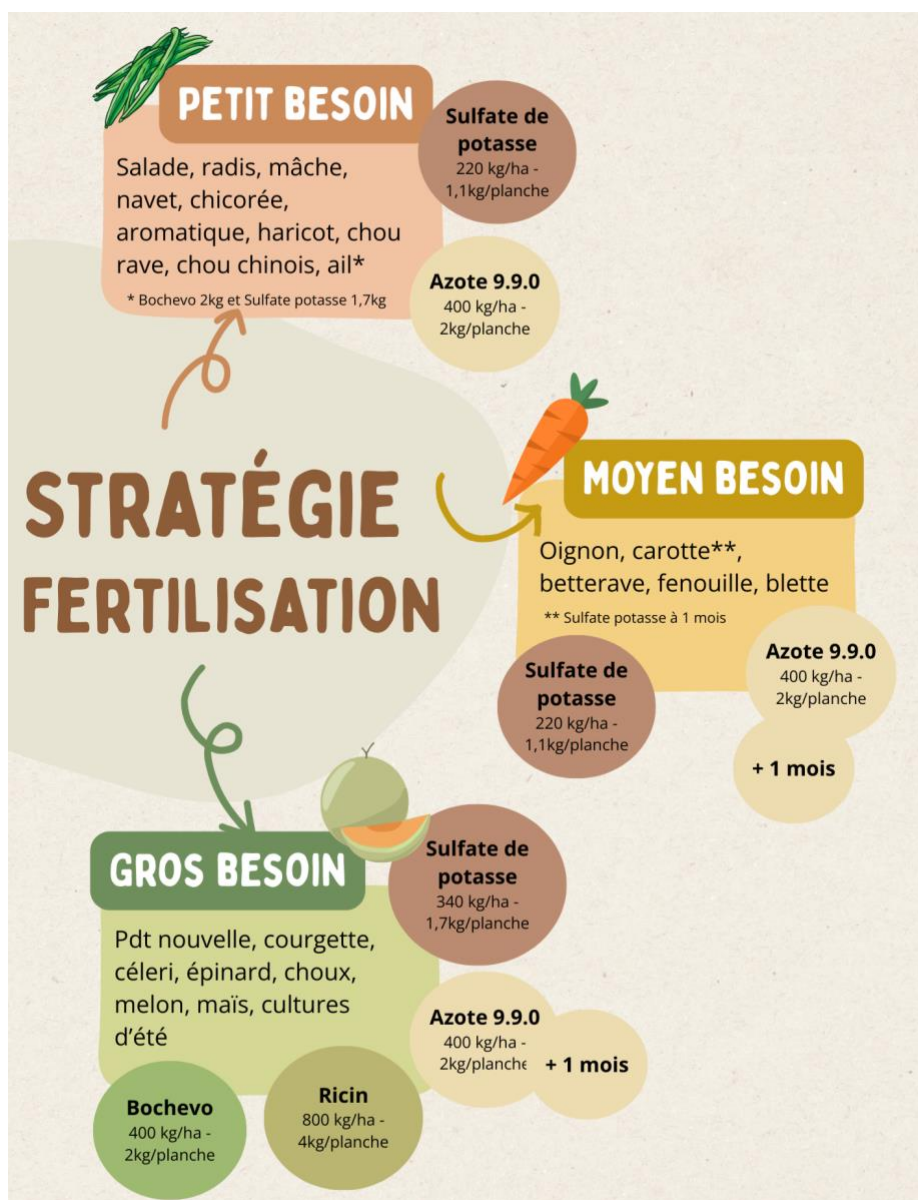 PETIT BESOIN
Salade, radis, mâche,
navet, chicorée,
aromatique, haricot, chou
rave, chou chinois, ail*
* Bochevo 2kg et Sulfate potasse 1,7kg
Sulfate de
potasse
220 kg/ha -
1,1kg/planche
Azote 9.9.0
400 kg/ha -
2kg/planche
STRATÉGIE
FERTILISATION
MOYEN BESOIN
Oignon, carotte**,
betterave, fenouille, blette
** Sulfate potasse à 1 mois
Sulfate de
potasse
220 kg/ha -
1,1kg/planche
Azote 9.9.0
400 kg/ha -
2kg/planche
+ 1 mois
GROS BESOIN
Pdt nouvelle, courgette,
céleri, épinard, choux,
melon, maïs, cultures
d’été
Sulfate de
potasse
340 kg/ha -
1,7kg/planche
Azote 9.9.0
400 kg/ha -
2kg/planche
+ 1 mois
Bochevo
400 kg/ha -
2kg/planche
Ricin
800 kg/ha -
4kg/planche